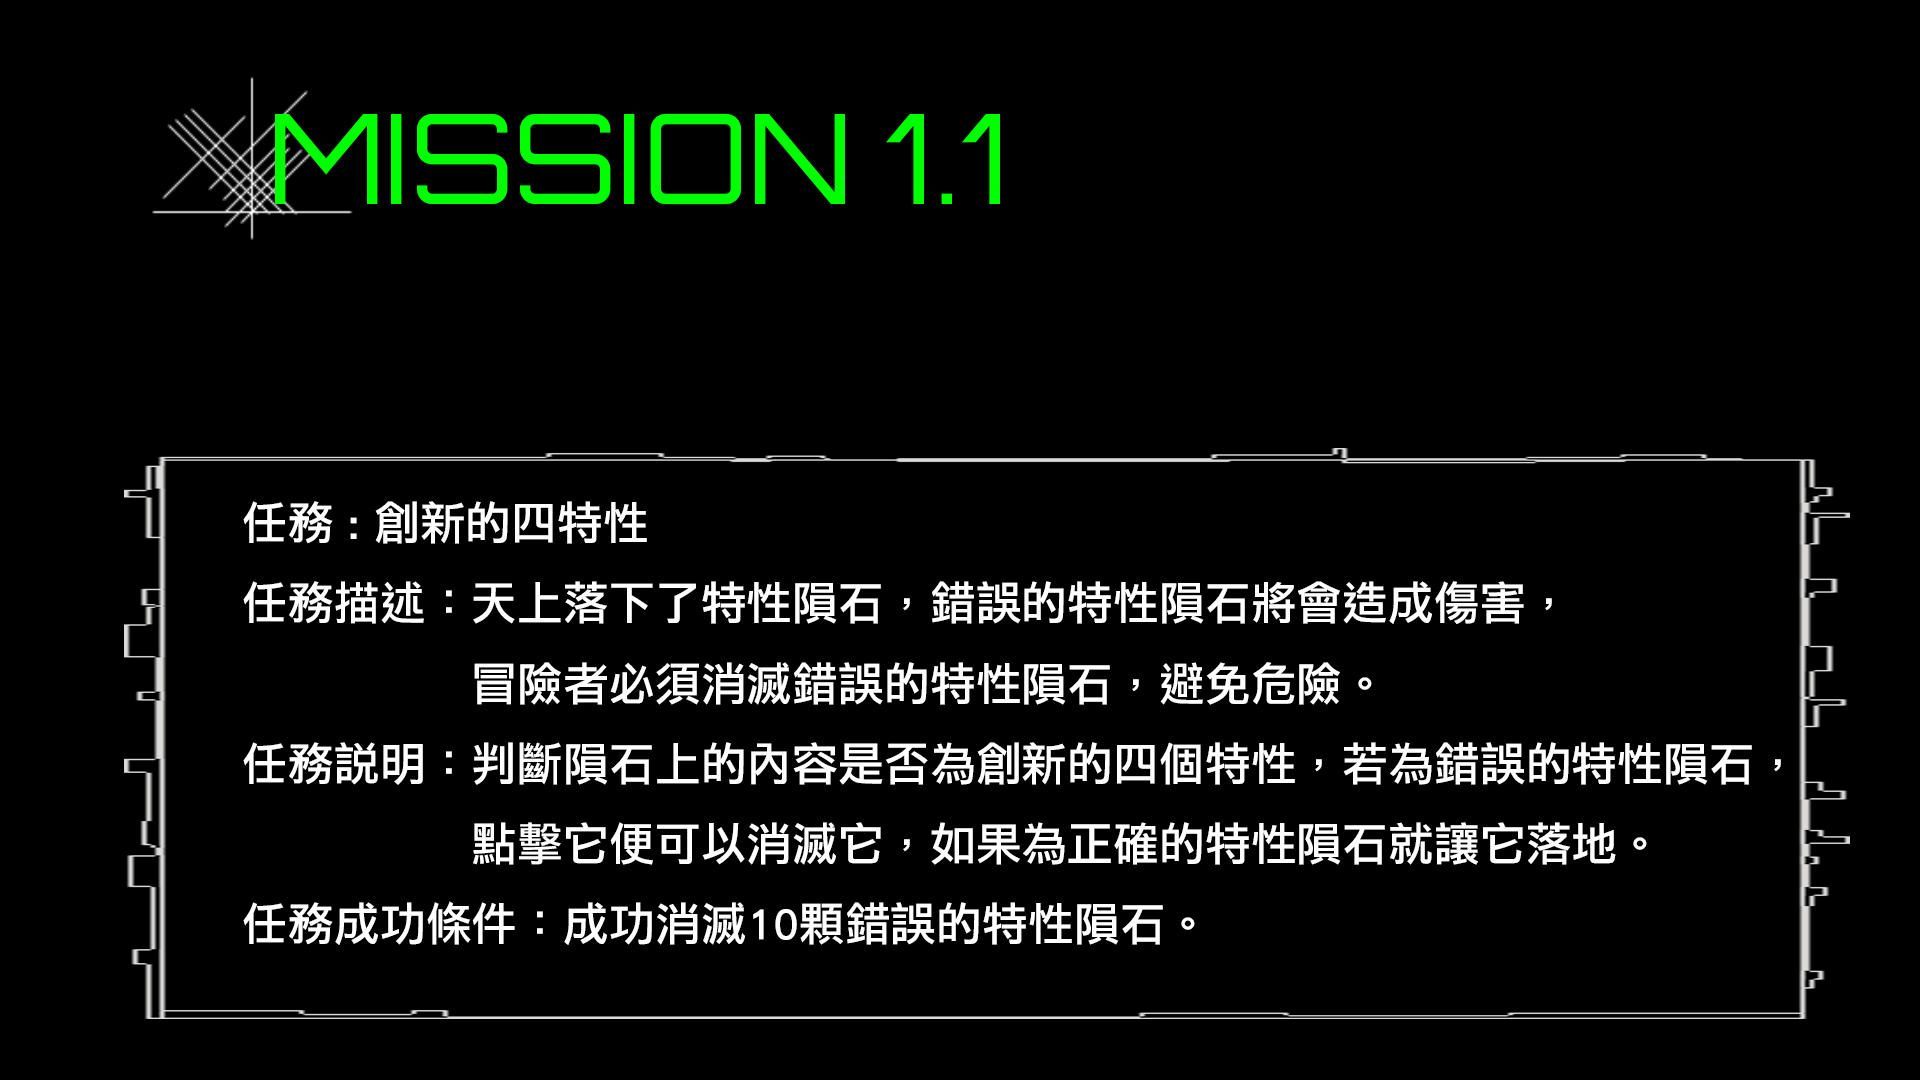 MISSION 1.1
任務 : 創新的四特性
任務描述：天上落下了特性隕石，錯誤的特性隕石將會造成傷害，
冒險者必須消滅錯誤的特性隕石，避免危險。
任務説明：判斷隕石上的內容是否為創新的四個特性，若為錯誤的特性隕石，
點擊它便可以消滅它，如果為正確的特性隕石就讓它落地。
任務成功條件：成功消滅10顆錯誤的特性隕石。